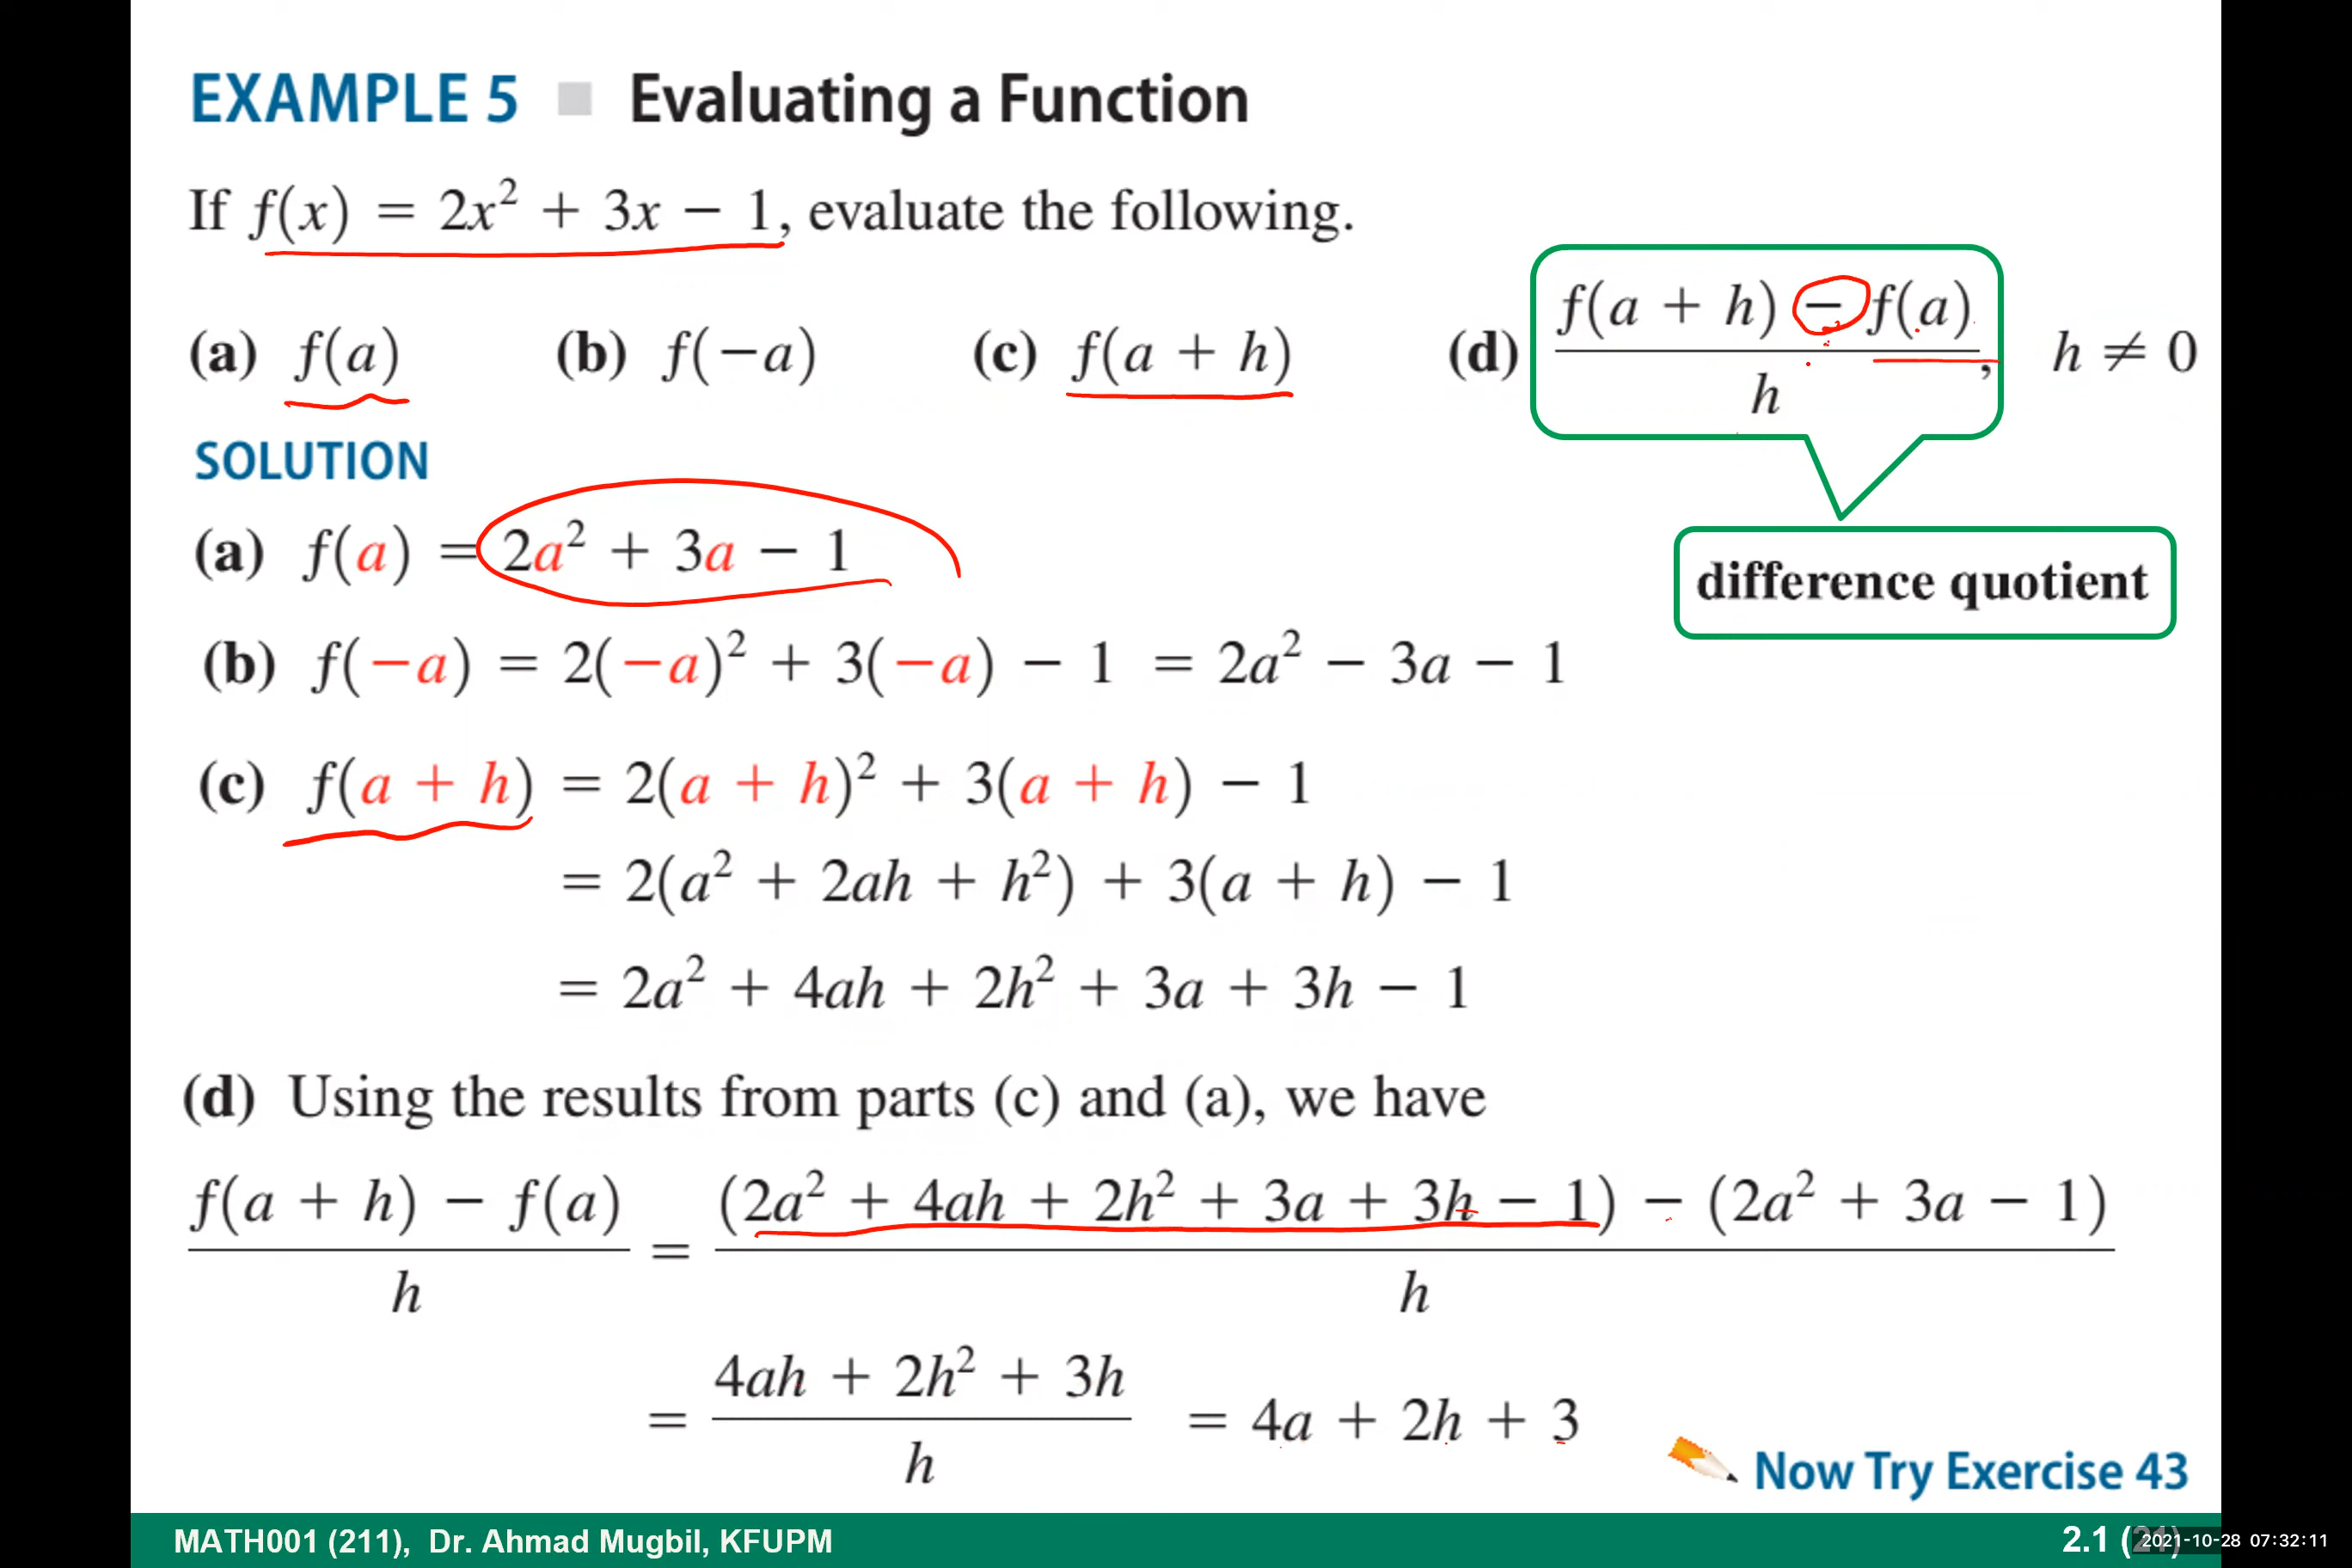 EXAMPLE 5 ■ Evaluating a Function
If f(x) = 2x² + 3x − 1, evaluate the following.
(a) f(a) (b) f(−a) (c) f(a + h) (d) (f(a + h) − f(a))/h, h ≠ 0
difference quotient
SOLUTION
(a) f(a) = 2a² + 3a − 1
(b) f(−a) = 2(−a)² + 3(−a) − 1 = 2a² − 3a − 1
(c) f(a + h) = 2(a + h)² + 3(a + h) − 1
= 2(a² + 2ah + h²) + 3(a + h) − 1
= 2a² + 4ah + 2h² + 3a + 3h − 1
(d) Using the results from parts (c) and (a), we have
(f(a + h) − f(a))/h = ((2a² + 4ah + 2h² + 3a + 3h − 1) − (2a² + 3a − 1))/h
= (4ah + 2h² + 3h)/h = 4a + 2h + 3
Now Try Exercise 43
MATH001 (211), Dr. Ahmad Mugbil, KFUPM
2.1 (21)
2021-10-28 07:32:11